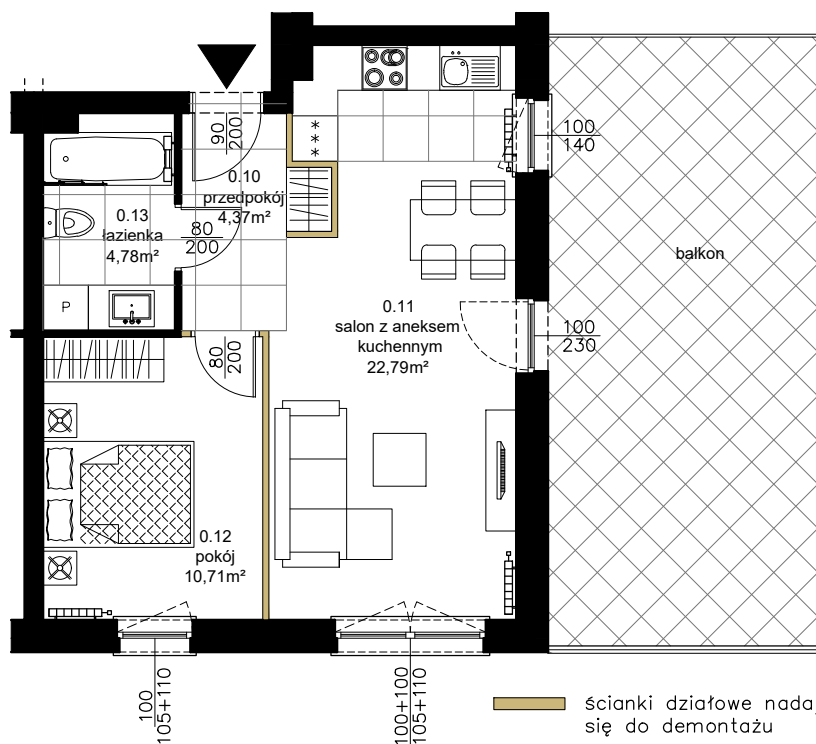 90
200
0.10
przedpokój
4,37m²
100
140
0.13
łazienka
4,78m²
80
200
balkon
P
0.11
salon z aneksem
kuchennym
22,79m²
100
230
80
200
0.12
pokój
10,71m²
100
105+110
100+100
105+110
ścianki działowe nada
się do demontażu